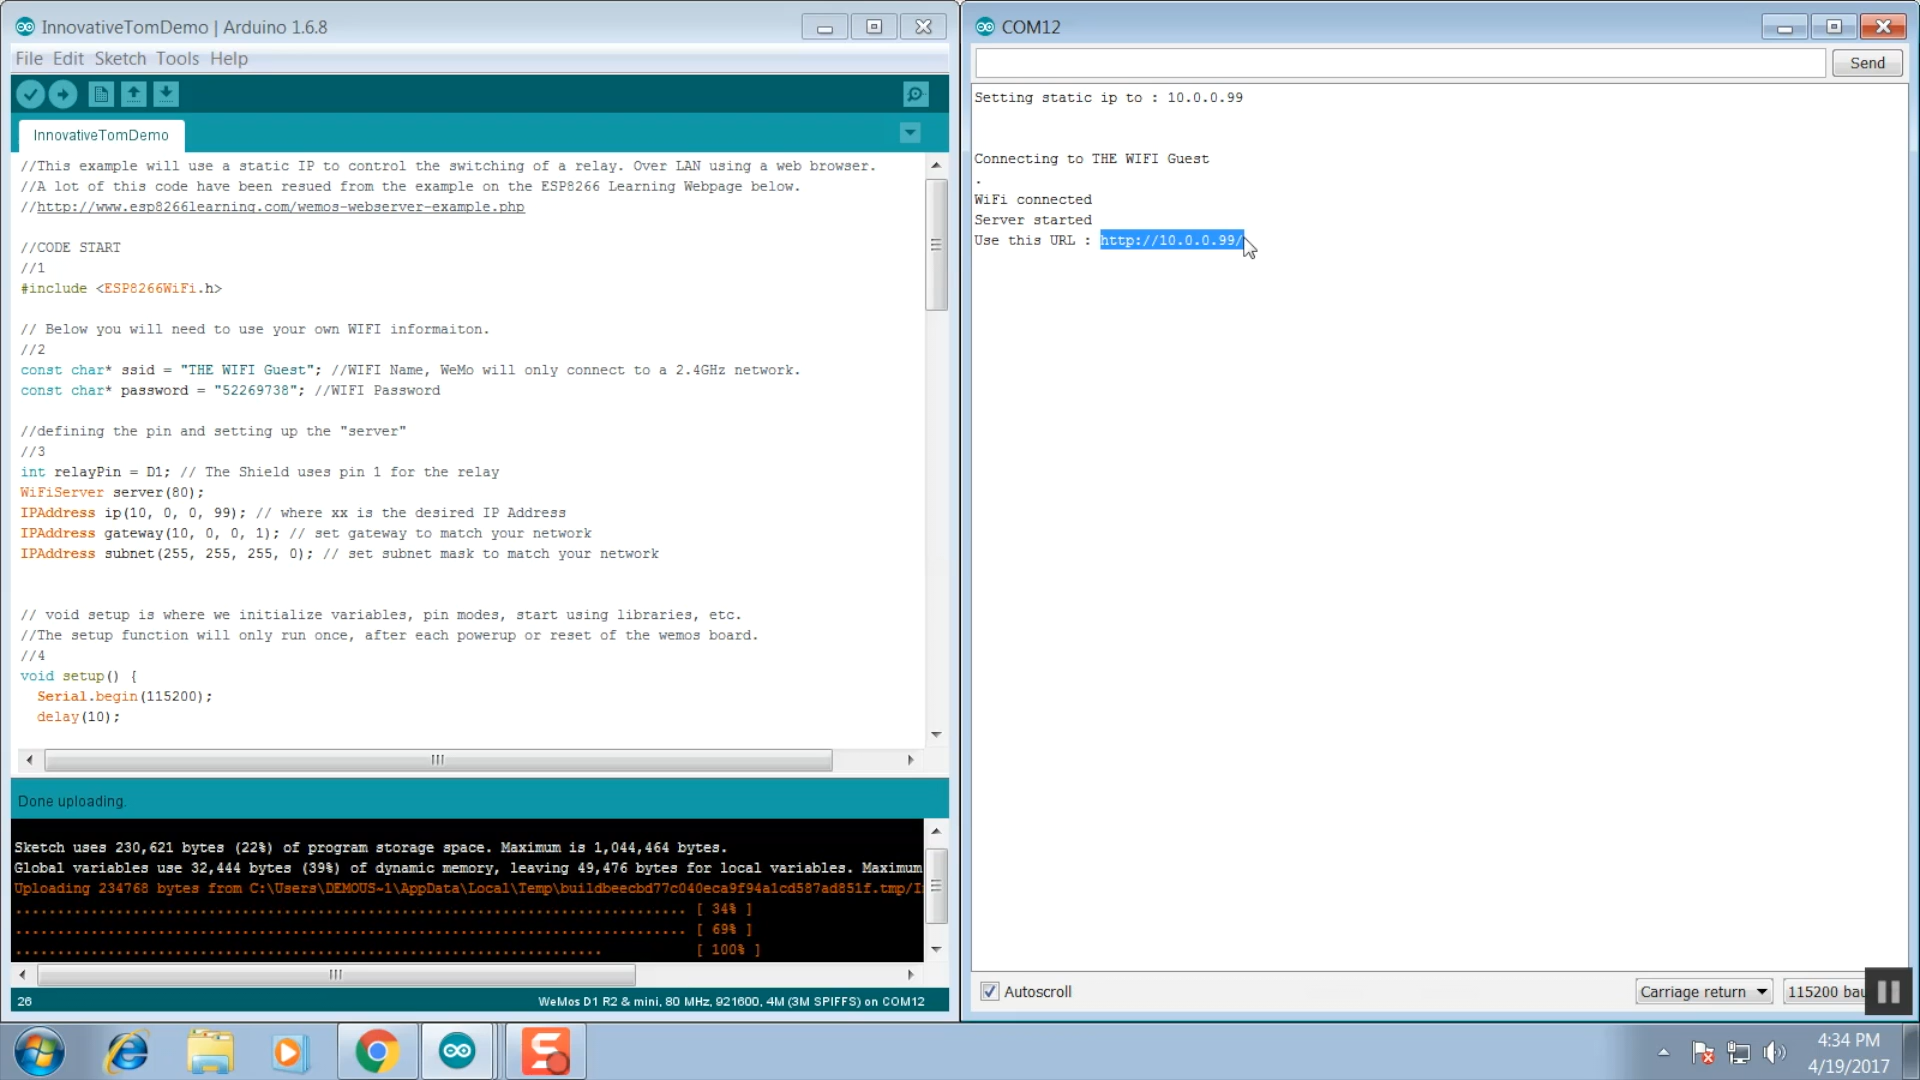 InnovativeTomDemo | Arduino 1.6.8
File Edit Sketch Tools Help
InnovativeTomDemo
//This example will use a static IP to control the switching of a relay. Over LAN using a web browser.
//A lot of this code have been resued from the example on the ESP8266 Learning Webpage below.
//http://www.esp8266learning.com/wemos-webserver-example.php
//CODE START
//1
#include <ESP8266WiFi.h>
// Below you will need to use your own WIFI informaiton.
//2
const char* ssid = "THE WIFI Guest"; //WIFI Name, WeMo will only connect to a 2.4GHz network.
const char* password = "52269738"; //WIFI Password
//defining the pin and setting up the "server"
//3
int relayPin = D1; // The Shield uses pin 1 for the relay
WiFiServer server(80);
IPAddress ip(10, 0, 0, 99); // where xx is the desired IP Address
IPAddress gateway(10, 0, 0, 1); // set gateway to match your network
IPAddress subnet(255, 255, 255, 0); // set subnet mask to match your network
// void setup is where we initialize variables, pin modes, start using libraries, etc.
//The setup function will only run once, after each powerup or reset of the wemos board.
//4
void setup() {
Serial.begin(115200);
delay(10);
Done uploading.
Sketch uses 230,621 bytes (22%) of program storage space. Maximum is 1,044,464 bytes.
Global variables use 32,444 bytes (39%) of dynamic memory, leaving 49,476 bytes for local variables. Maximum
Uploading 234768 bytes from C:\Users\DEMOUS~1\AppData\Local\Temp\buildbeecbd77c040eca9f94a1cd587ad851f.tmp/I
................................................................................ [ 34% ]
................................................................................ [ 69% ]
...................................................................... [ 100% ]
26
WeMos D1 R2 & mini, 80 MHz, 921600, 4M (3M SPIFFS) on COM12
COM12
Send
Setting static ip to : 10.0.0.99
Connecting to THE WIFI Guest
.
WiFi connected
Server started
Use this URL : http://10.0.0.99/
Autoscroll
Carriage return
115200 bau
4:34 PM
4/19/2017